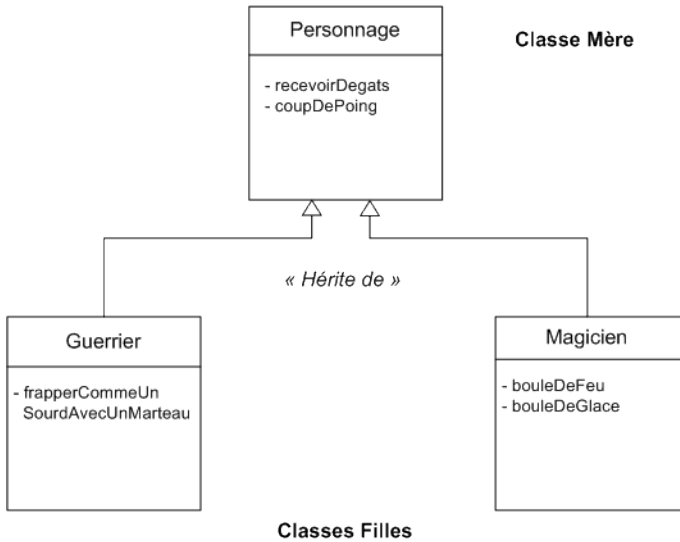 Personnage
Classe Mère
- recevoirDegats
- coupDePoing
« Hérite de »
Guerrier
- frapperCommeUn
SourdAvecUnMarteau
Magicien
- bouleDeFeu
- bouleDeGlace
Classes Filles